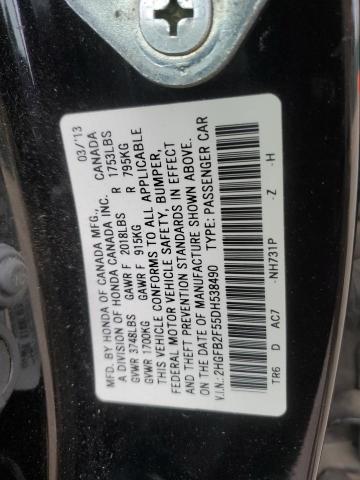 MFD. BY HONDA OF CANADA MFG., 03/'13
A DIVISION OF HONDA CANADA INC. CANADA
GVWR 3748LBS GAWR F 2018LBS R 1753LBS
GVWR 1700KG GAWR F 915KG R 795KG
THIS VEHICLE CONFORMS TO ALL APPLICABLE
FEDERAL MOTOR VEHICLE SAFETY, BUMPER,
AND THEFT PREVENTION STANDARDS IN EFFECT
ON THE DATE OF MANUFACTURE SHOWN ABOVE.
V.I.N.: 2HGFB2F55DH538490 TYPE: PASSENGER CAR
TR6 D AC7 -NH731P -Z -H